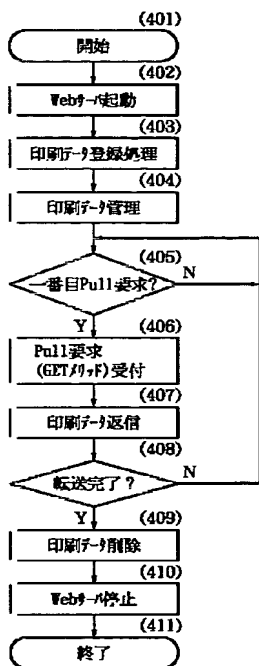 (401)
開始
(402)
Webｻｰﾊﾞ起動
(403)
印刷ﾃﾞｰﾀ登録処理
(404)
印刷ﾃﾞｰﾀ管理
(405)
一番目Pull要求? N
Y (406)
Pull要求
(GETﾒｿｯﾄﾞ)受付
(407)
印刷ﾃﾞｰﾀ返信
(408)
転送完了? N
Y (409)
印刷ﾃﾞｰﾀ削除
(410)
Webｻｰﾊﾞ停止
(411)
終了